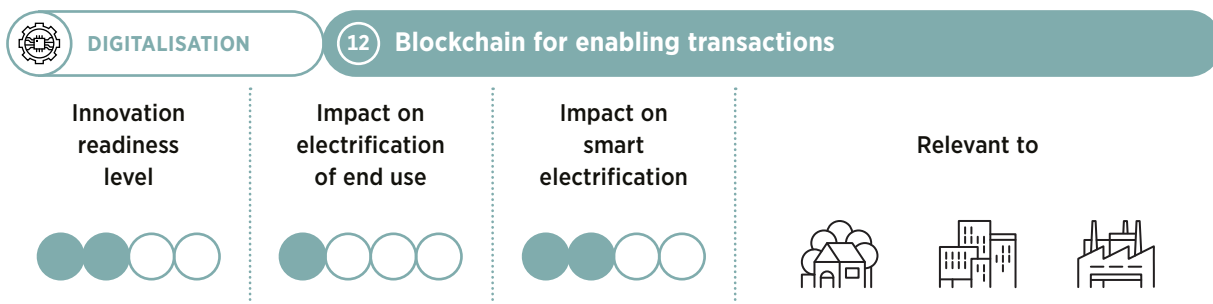 DIGITALISATION
12 Blockchain for enabling transactions
Innovation
readiness
level
Impact on
electrification
of end use
Impact on
smart
electrification
Relevant to